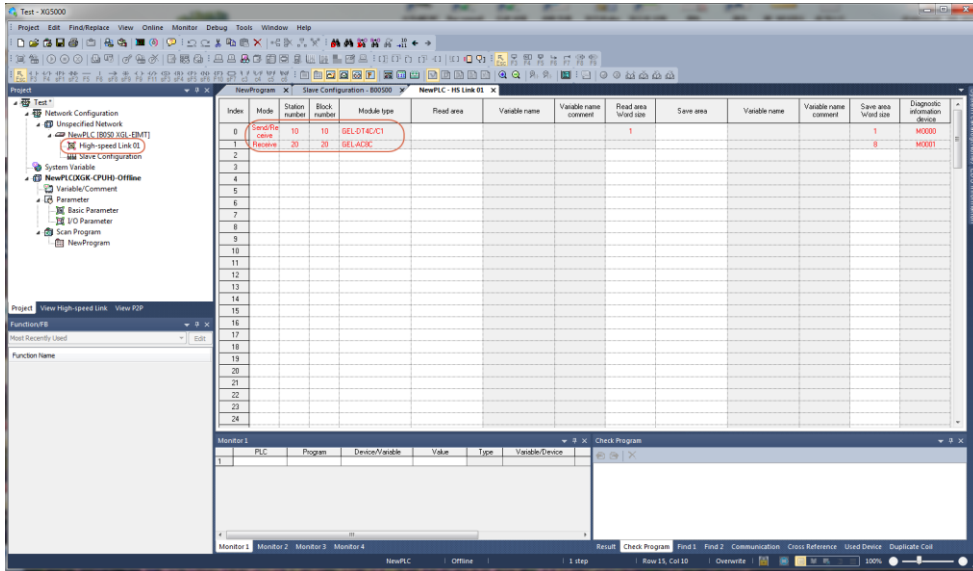 Test - XG5000
Project Edit Find/Replace View Online Monitor Debug Tools Window Help
Project
Test *
Network Configuration
Unspecified Network
NewPLC [B0S0 XGL-EIMT]
High-speed Link 01
Slave Configuration
System Variable
NewPLC(XGK-CPUH)-Offline
Variable/Comment
Parameter
Basic Parameter
I/O Parameter
Scan Program
NewProgram
Project View High-speed Link View P2P
Function/FB
Most Recently Used Edit
Function Name
NewProgram Slave Configuration - B00S00 NewPLC - HS Link 01
Index Mode Station number Block number Module type Read area Variable name Variable name comment Read area Word size Save area Variable name Variable name comment Save area Word size Diagnostic information device
0 Send/Receive 10 10 GEL-DT4C/C1 1 1 M0000
1 Receive 20 20 GEL-AC8C 8 M0001
2
3
4
5
6
7
8
9
10
11
12
13
14
15
16
17
18
19
20
21
22
23
24
Monitor 1
PLC Program Device/Variable Value Type Variable/Device
1
Monitor 1 Monitor 2 Monitor 3 Monitor 4
Check Program
Result Check Program Find 1 Find 2 Communication Cross Reference Used Device Duplicate Coil
NewPLC Offline 1 step Row 15, Col 10 Overwrite 100%